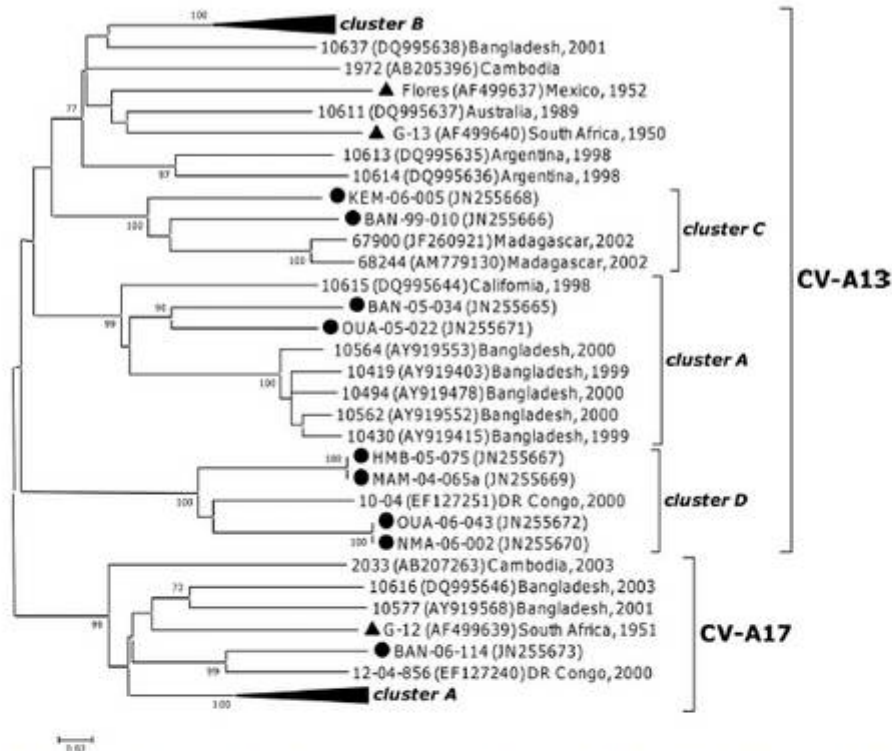 100
cluster B
10637 (DQ995638) Bangladesh, 2001
1972 (AB205396) Cambodia
Flores (AF499637) Mexico, 1952
77
10611 (DQ995637) Australia, 1989
G-13 (AF499640) South Africa, 1950
10613 (DQ995635) Argentina, 1998
97
10614 (DQ995636) Argentina, 1998
KEM-06-005 (JN255668)
100
BAN-99-010 (JN255666)
cluster C
67900 (JF260921) Madagascar, 2002
100
68244 (AM779130) Madagascar, 2002
CV-A13
10615 (DQ995644) California, 1998
90
BAN-05-034 (JN255665)
99
OUA-05-022 (JN255671)
10564 (AY919553) Bangladesh, 2000
cluster A
10419 (AY919403) Bangladesh, 1999
100
10494 (AY919478) Bangladesh, 2000
10562 (AY919552) Bangladesh, 2000
10430 (AY919415) Bangladesh, 1999
100
HMB-05-075 (JN255667)
MAM-04-065a (JN255669)
100
10-04 (EF127251) DR Congo, 2000
cluster D
OUA-06-043 (JN255672)
100
NMA-06-002 (JN255670)
2033 (AB207263) Cambodia, 2003
72
10616 (DQ995646) Bangladesh, 2003
10577 (AY919568) Bangladesh, 2001
99
G-12 (AF499639) South Africa, 1951
CV-A17
BAN-06-114 (JN255673)
99
12-04-856 (EF127240) DR Congo, 2000
100
cluster A